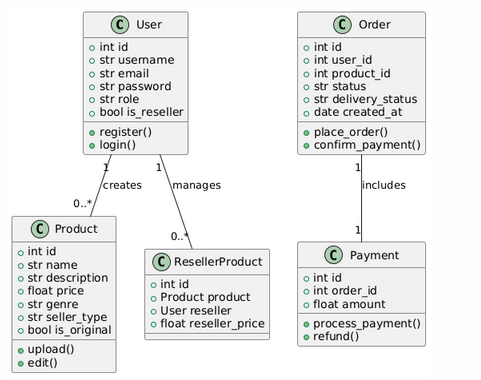 C User
int id
str username
str email
str password
str role
bool is_reseller
register()
login()
C Order
int id
int user_id
int product_id
str status
str delivery_status
date created_at
place_order()
confirm_payment()
1
creates
0..*
1
manages
0..*
1
includes
1
C Product
int id
str name
str description
float price
str genre
str seller_type
bool is_original
upload()
edit()
C ResellerProduct
int id
Product product
User reseller
float reseller_price
C Payment
int id
int order_id
float amount
process_payment()
refund()